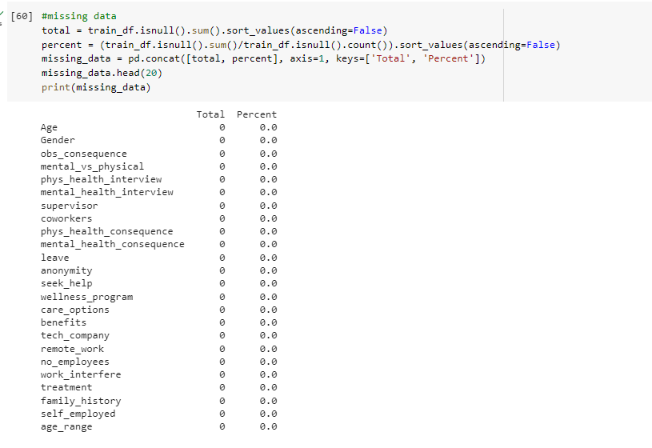 [60] #missing data
total = train_df.isnull().sum().sort_values(ascending=False)
percent = (train_df.isnull().sum()/train_df.isnull().count()).sort_values(ascending=False)
missing_data = pd.concat([total, percent], axis=1, keys=['Total', 'Percent'])
missing_data.head(20)
print(missing_data)
Total Percent
Age 0 0.0
Gender 0 0.0
obs_consequence 0 0.0
mental_vs_physical 0 0.0
phys_health_interview 0 0.0
mental_health_interview 0 0.0
supervisor 0 0.0
coworkers 0 0.0
phys_health_consequence 0 0.0
mental_health_consequence 0 0.0
leave 0 0.0
anonymity 0 0.0
seek_help 0 0.0
wellness_program 0 0.0
care_options 0 0.0
benefits 0 0.0
tech_company 0 0.0
remote_work 0 0.0
no_employees 0 0.0
work_interfere 0 0.0
treatment 0 0.0
family_history 0 0.0
self_employed 0 0.0
age_range 0 0.0